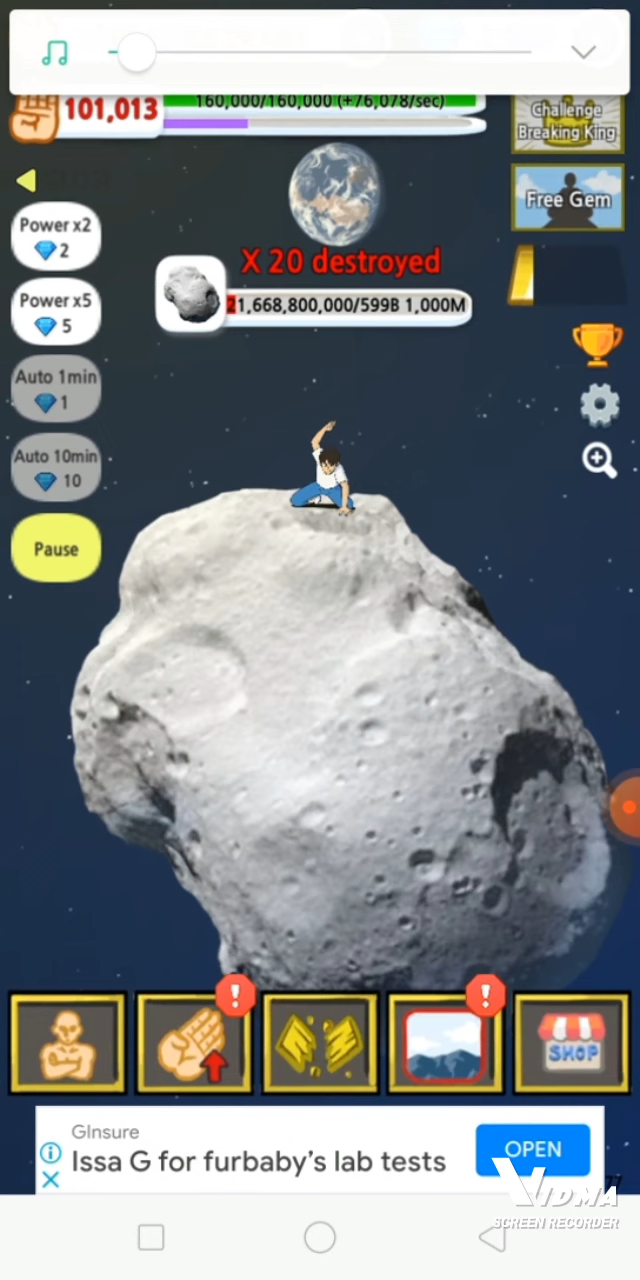 160,000/160,000 (+76,078/sec)
101,013
Challenge
Breaking King
Free Gem
Power x2
2
X 20 destroyed
21,668,800,000/599B 1,000M
Power x5
5
Auto 1min
1
Auto 10min
10
Pause
!
!
SHOP
GInsure
Issa G for furbaby's lab tests
OPEN
VIDMA
SCREEN RECORDER